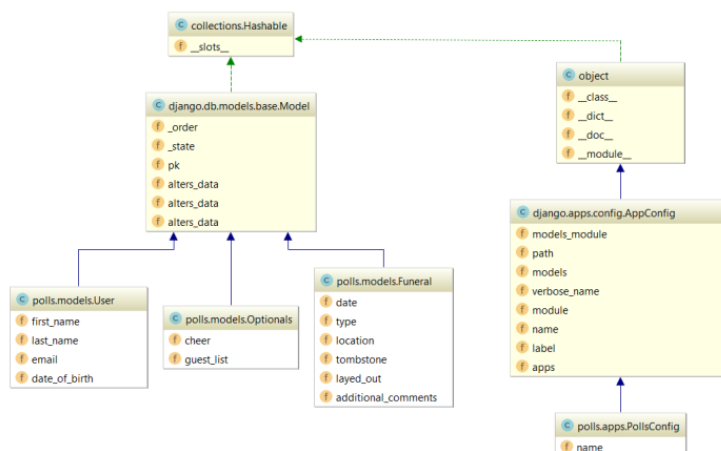 collections.Hashable
__slots__
object
__class__
__dict__
__doc__
__module__
django.db.models.base.Model
_order
_state
pk
alters_data
alters_data
alters_data
django.apps.config.AppConfig
models_module
path
models
verbose_name
module
name
label
apps
polls.models.User
first_name
last_name
email
date_of_birth
polls.models.Optionals
cheer
guest_list
polls.models.Funeral
date
type
location
tombstone
layed_out
additional_comments
polls.apps.PollsConfig
name